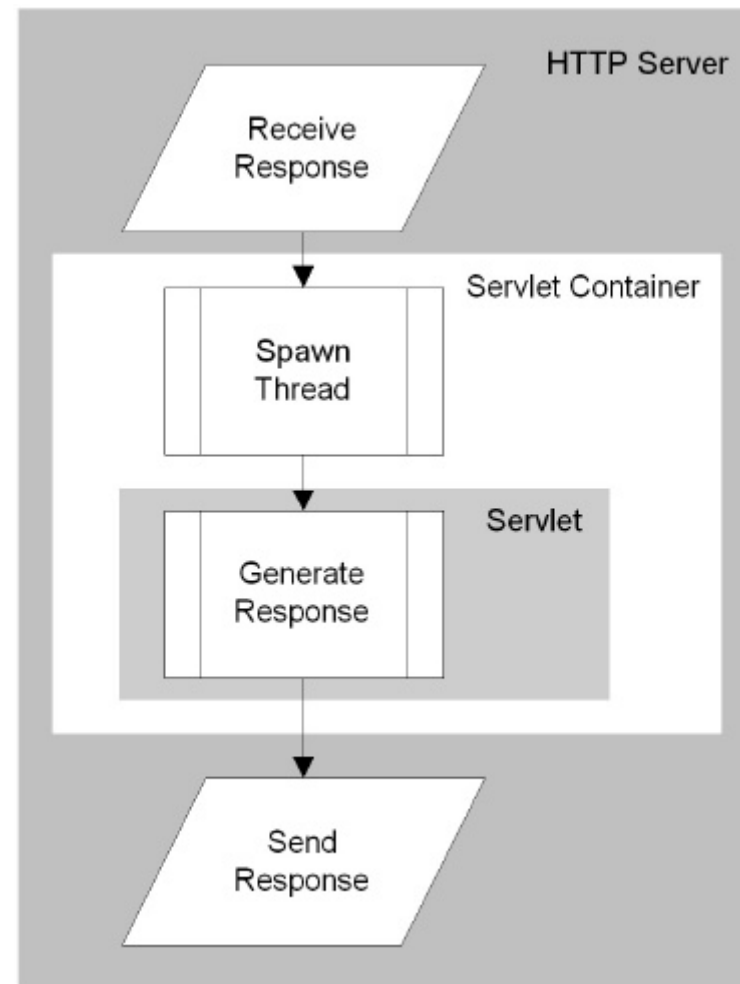 HTTP Server
Receive
Response
Servlet Container
Spawn
Thread
Servlet
Generate
Response
Send
Response